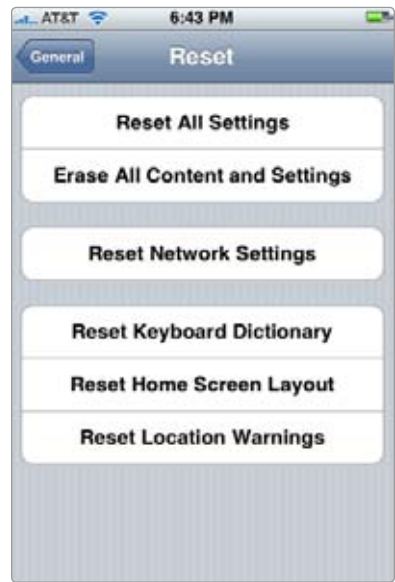 AT&T 6:43 PM
General Reset
Reset All Settings
Erase All Content and Settings
Reset Network Settings
Reset Keyboard Dictionary
Reset Home Screen Layout
Reset Location Warnings